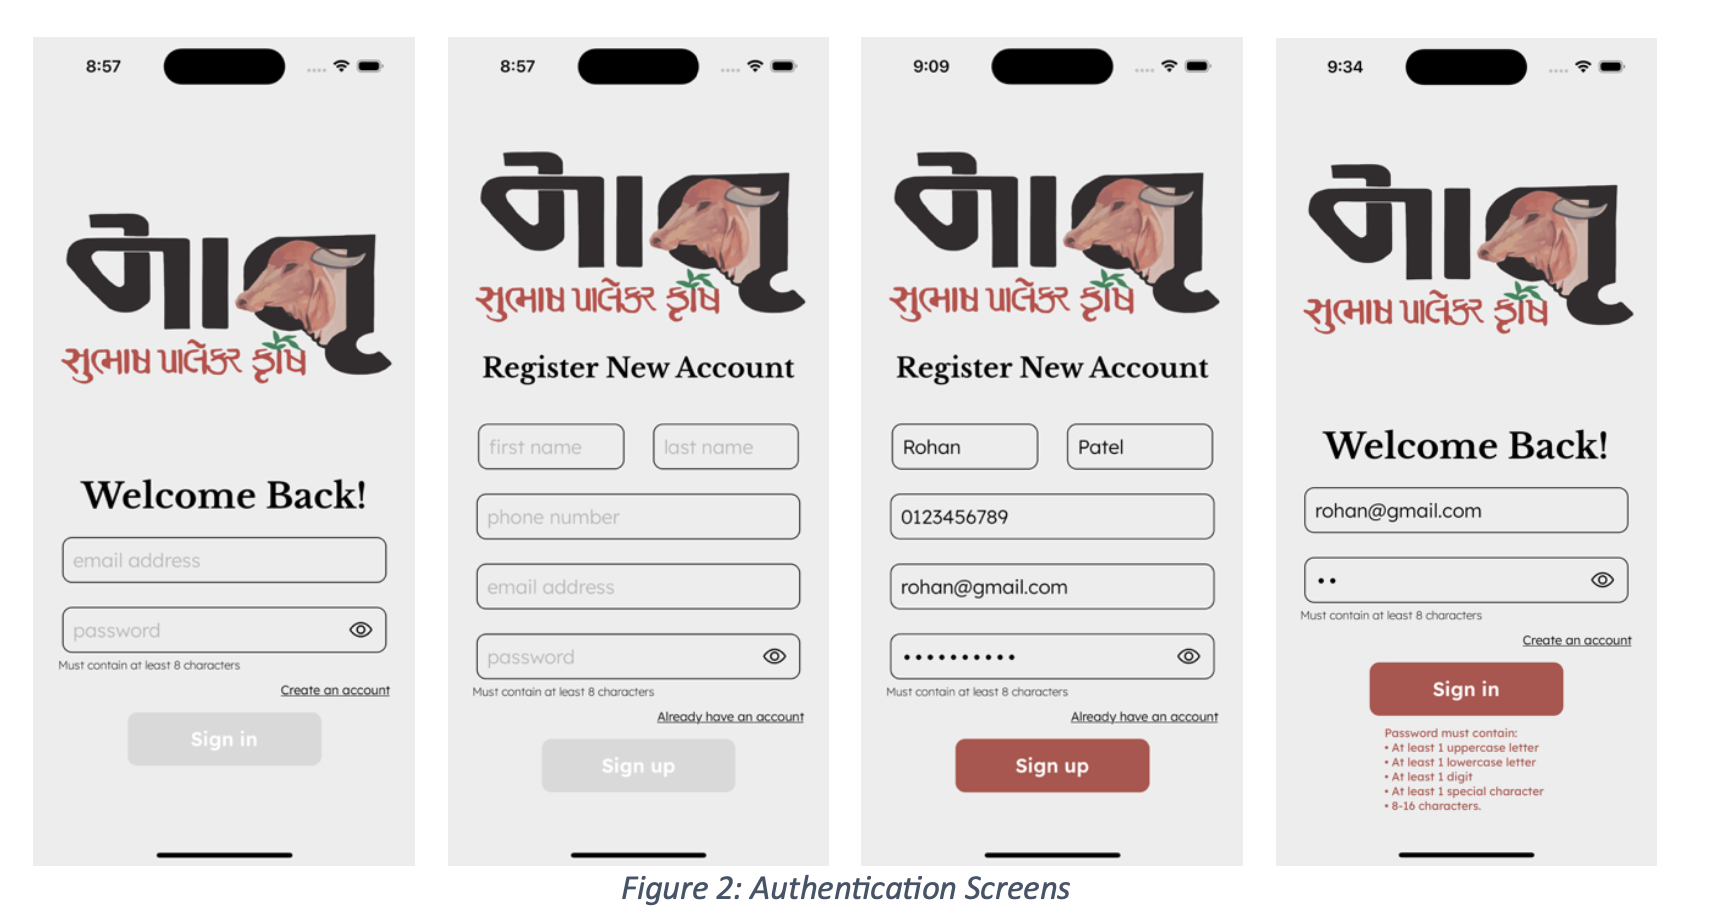 8:57
સુભાષ પાલેકર કૃષિ
Welcome Back!
email address
password
Must contain at least 8 characters
Create an account
Sign in
8:57
સુભાષ પાલેકર કૃષિ
Register New Account
first name last name
phone number
email address
password
Must contain at least 8 characters
Already have an account
Sign up
9:09
સુભાષ પાલેકર કૃષિ
Register New Account
Rohan Patel
0123456789
rohan@gmail.com
••••••••••
Must contain at least 8 characters
Already have an account
Sign up
9:34
સુભાષ પાલેકર કૃષિ
Welcome Back!
rohan@gmail.com
••
Must contain at least 8 characters
Create an account
Sign in
Password must contain:
• At least 1 uppercase letter
• At least 1 lowercase letter
• At least 1 digit
• At least 1 special character
• 8-16 characters.
Figure 2: Authentication Screens